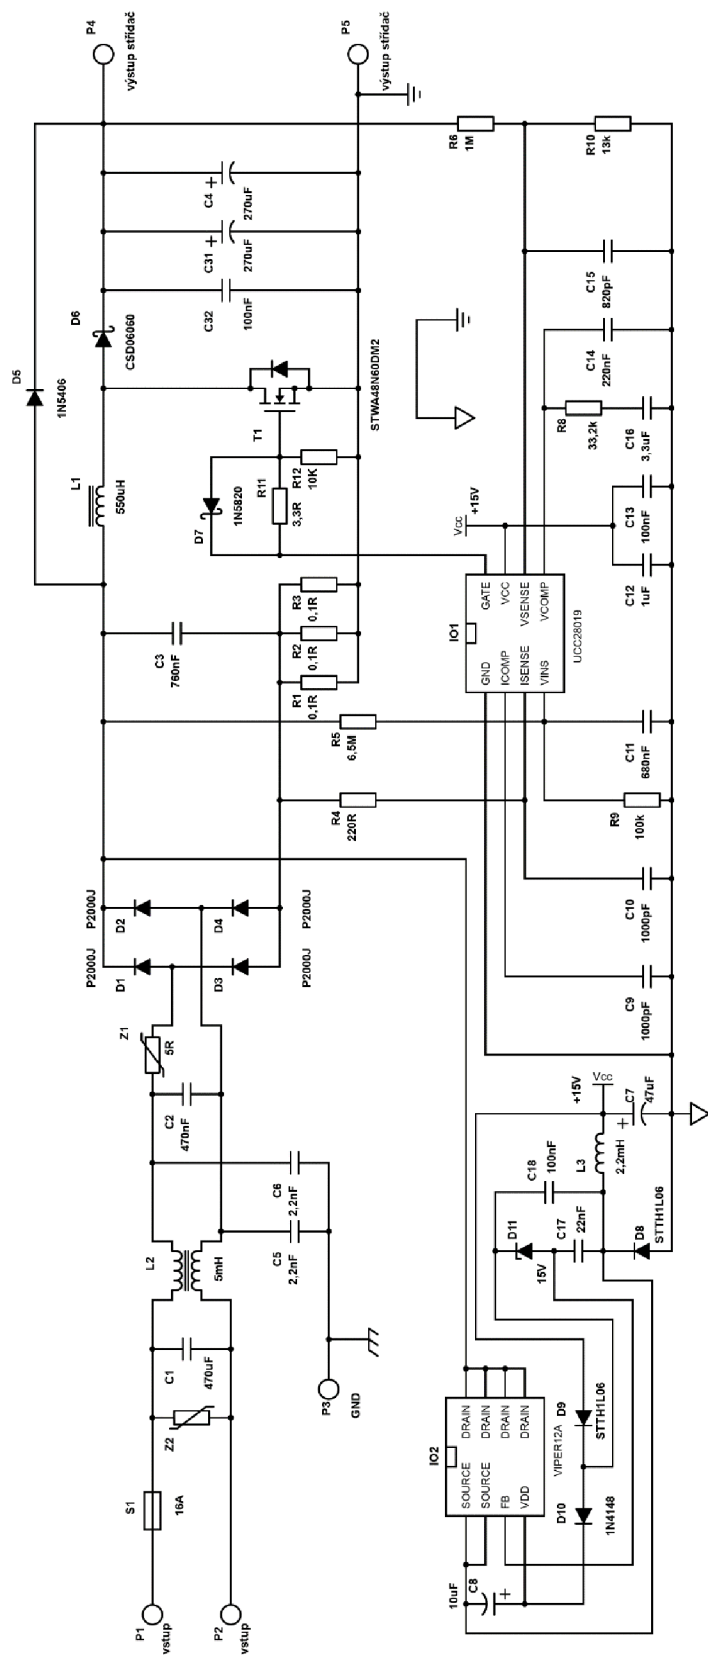 P1
vstup
P2
vstup
S1
16A
Z2
C1
470uF
L2
5mH
P3
GND
C5
2,2nF
C6
2,2nF
C2
470nF
Z1
5R
D1
P2000J
D2
P2000J
D3
P2000J
D4
P2000J
C3
760nF
R1
0,1R
R2
0,1R
R3
0,1R
L1
550uH
D5
1N5406
D6
CSD06060
D7
1N5820
R11
3,3R
R12
10K
T1
STWA48N60DM2
C32
100nF
C31
+
270uF
C4
+
270uF
P4
výstup střídač
P5
výstup střídač
R4
220R
R5
6,5M
R6
1M
R10
13k
IO1
GND
ICOMP
ISENSE
VINS
GATE
VCC
VSENSE
VCOMP
UCC28019
Vcc
+15V
C9
1000pF
C10
1000pF
R9
100k
C11
680nF
C12
1uF
C13
100nF
R8
33,2k
C16
3,3uF
C14
220nF
C15
820pF
IO2
SOURCE
SOURCE
FB
VDD
DRAIN
DRAIN
DRAIN
DRAIN
VIPER12A
C8
10uF
+
D10
1N4148
D9
STTH1L06
D11
15V
C17
22nF
C18
100nF
D8
STTH1L06
L3
2,2mH
+15V
Vcc
C7
+
47uF